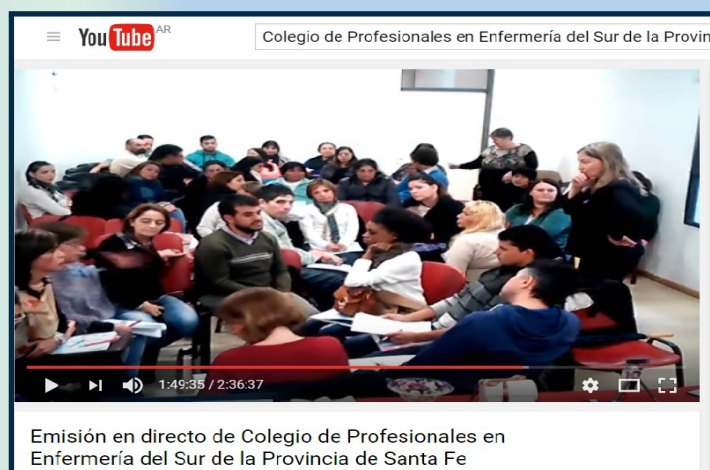 YouTube AR
Colegio de Profesionales en Enfermería del Sur de la Provin
1:49:35 / 2:36:37
Emisión en directo de Colegio de Profesionales en
Enfermería del Sur de la Provincia de Santa Fe